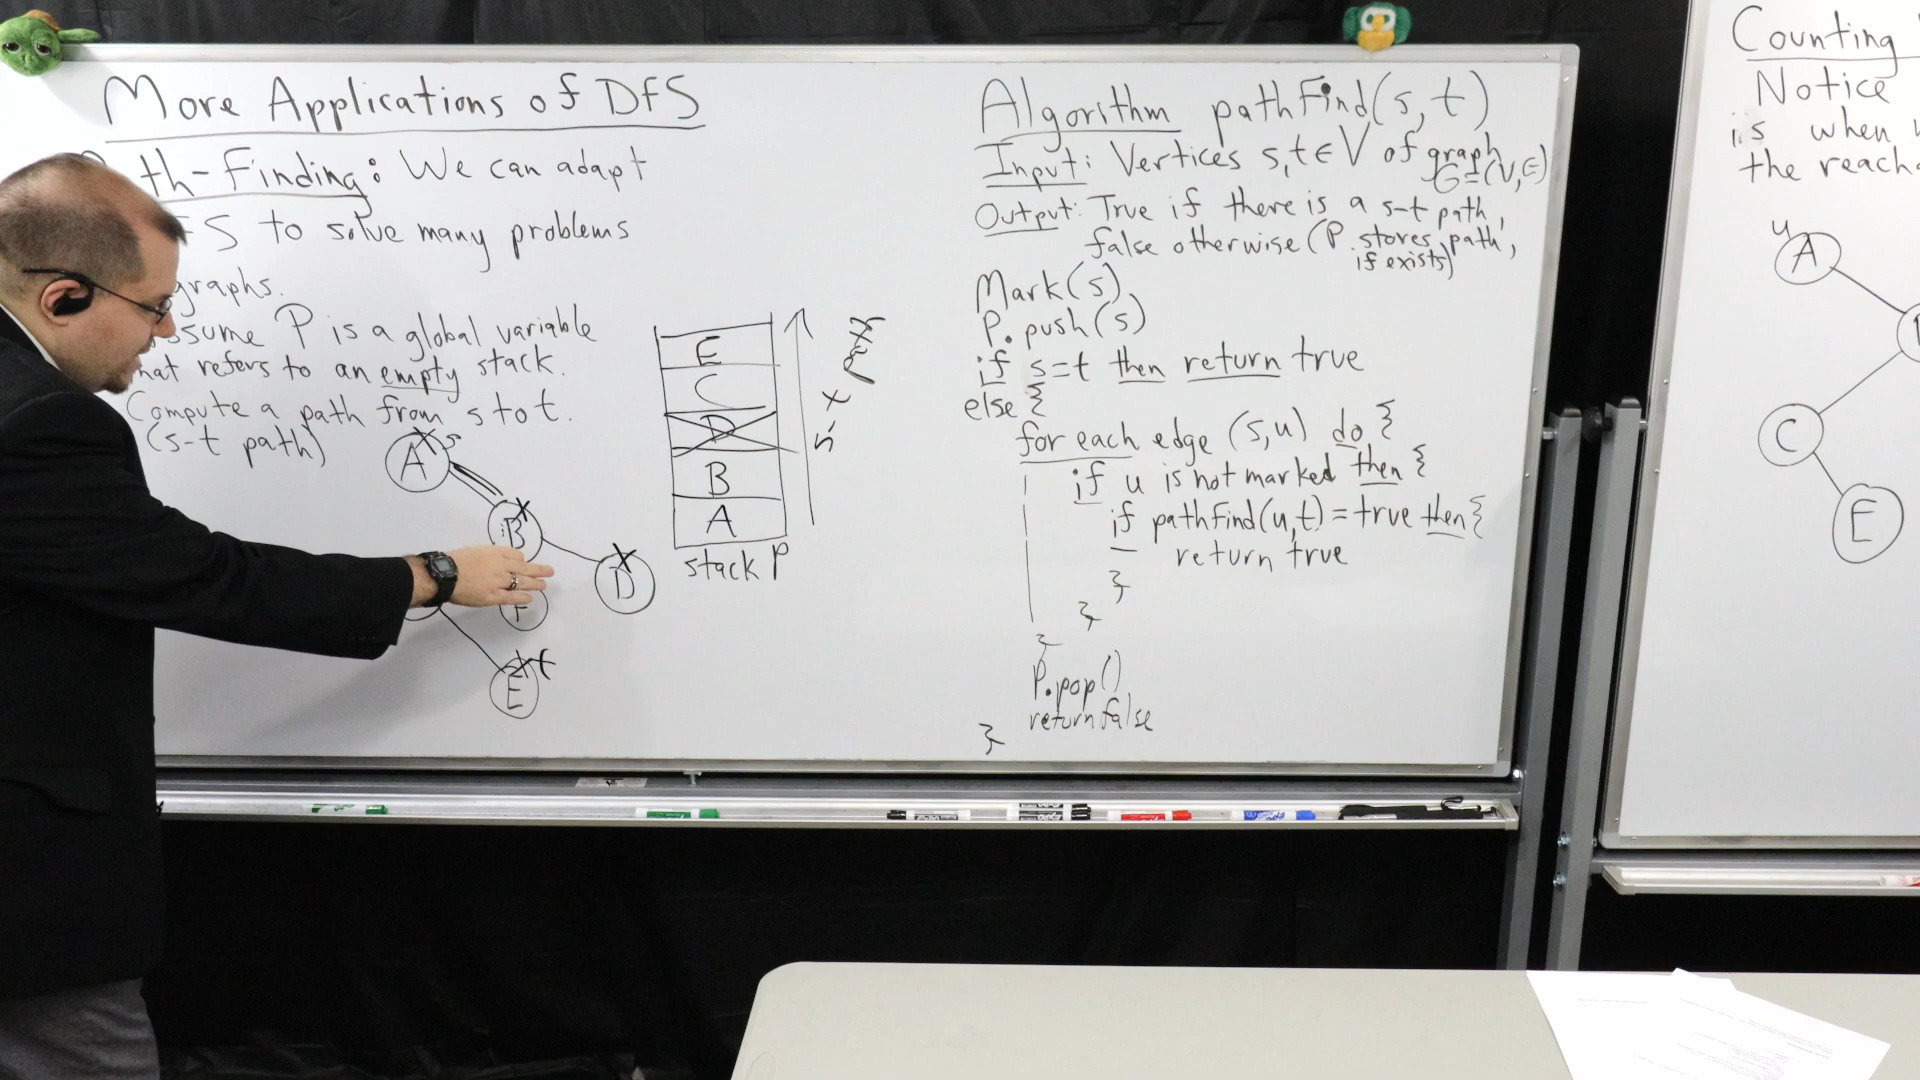 More Applications of DFS
th-Finding: We can adapt
FS to solve many problems
graphs.
ssume P is a global variable
hat refers to an empty stack.
Compute a path from s to t.
(s-t path)
A
s
B
D
F
E
t
E
C
D
B
A
stack P
s-t path
Algorithm pathFind(s,t)
Input: Vertices s,t∈V of graph
G=(V,E)
Output: True if there is a s-t path,
false otherwise (P stores path,
if exists)
Mark(s)
P.push(s)
if s=t then return true
else {
for each edge (s,u) do {
if u is not marked then {
if pathfind(u,t)=true then {
return true
}
}
}
P.pop()
return false
}
Counting
Notice
is when
the reach
u
A
C
E